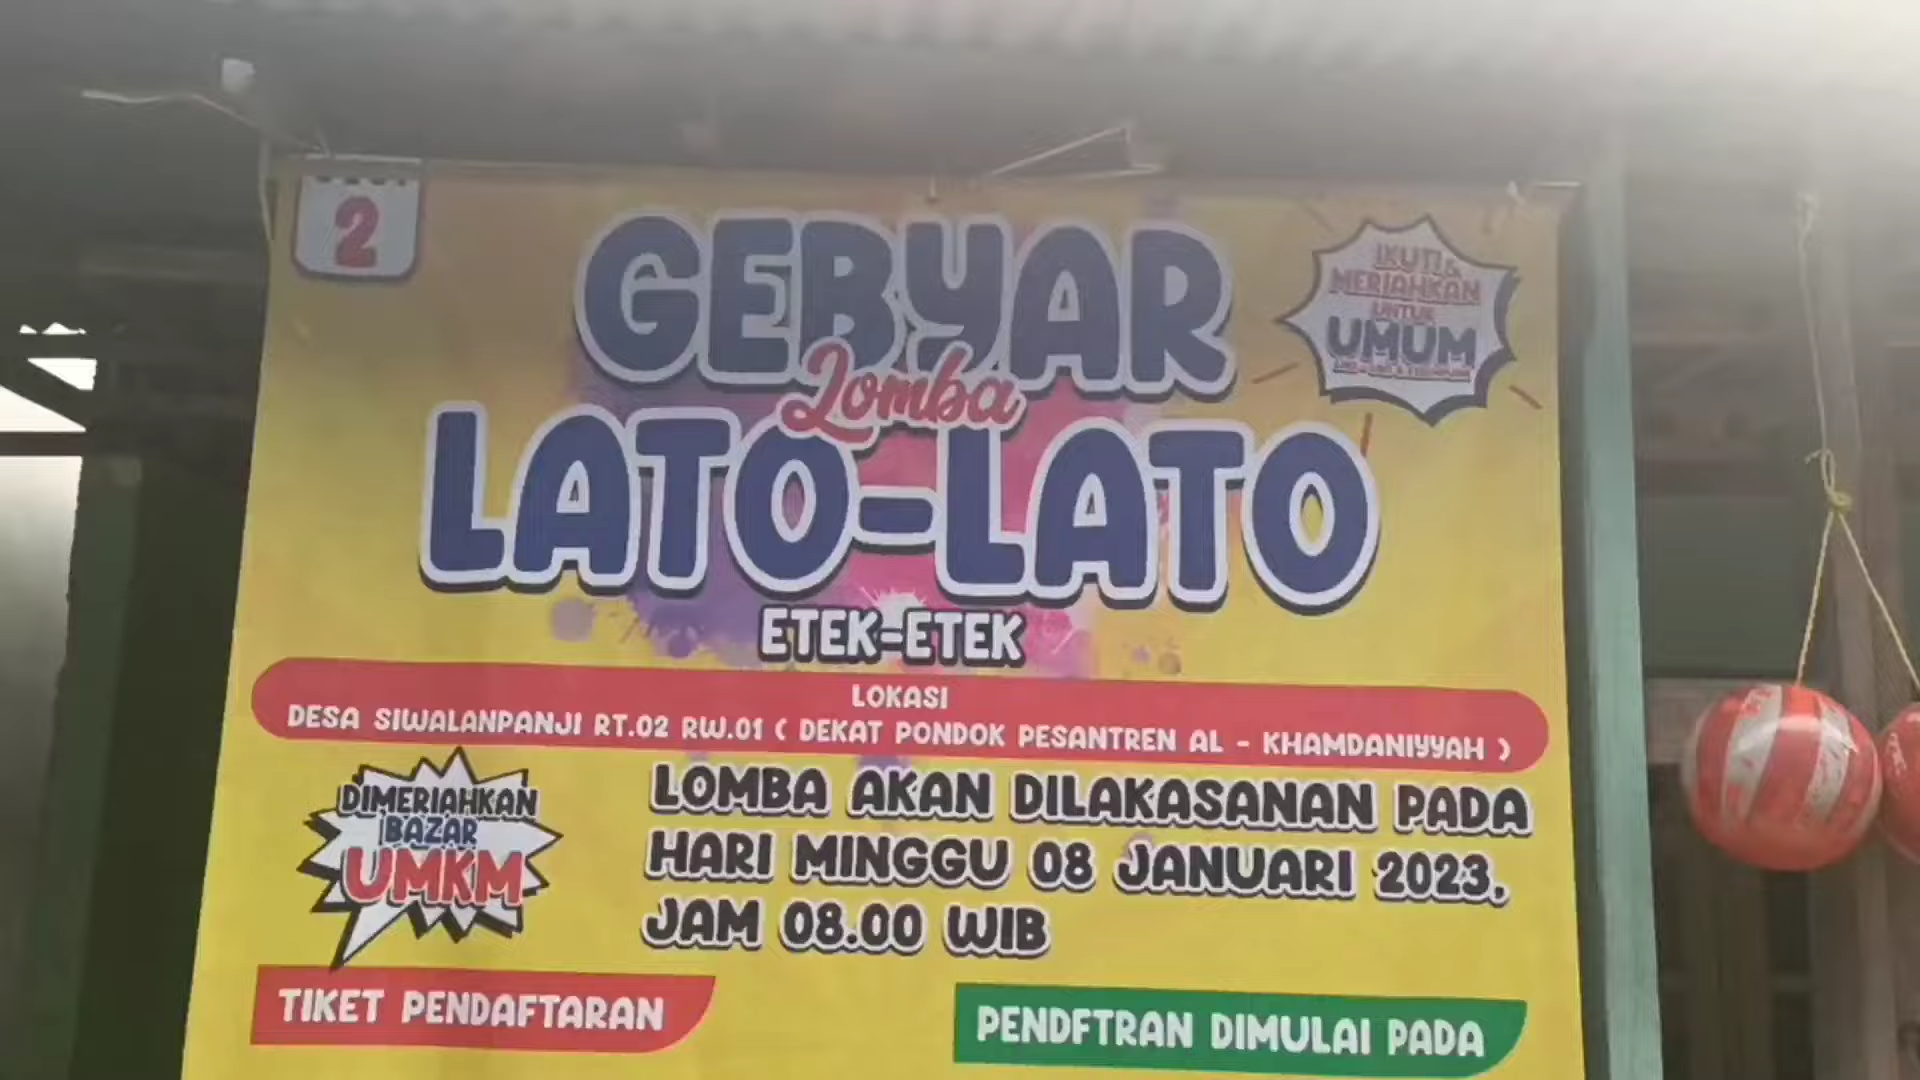 2
GEBYAR
Lomba
LATO-LATO
ETEK-ETEK
IKUTI &
MERIAHKAN
UNTUK
UMUM
LOKASI
DESA SIWALANPANJI RT.02 RW.01 ( DEKAT PONDOK PESANTREN AL - KHAMDANIYYAH )
DIMERIAHKAN
BAZAR
UMKM
LOMBA AKAN DILAKASANAN PADA
HARI MINGGU 08 JANUARI 2023,
JAM 08.00 WIB
TIKET PENDAFTARAN
PENDFTRAN DIMULAI PADA